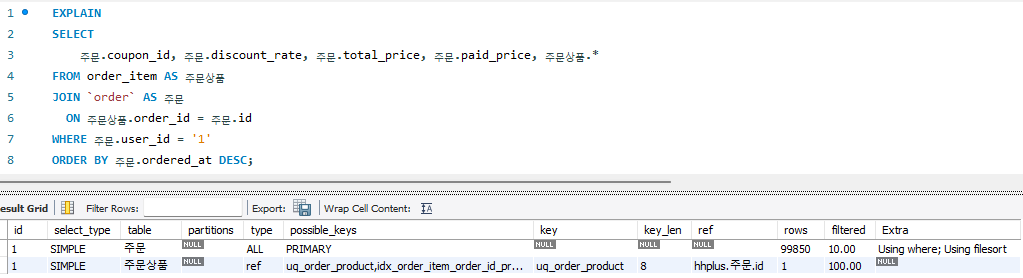 1 EXPLAIN
2 SELECT
3 주문.coupon_id, 주문.discount_rate, 주문.total_price, 주문.paid_price, 주문상품.*
4 FROM order_item AS 주문상품
5 JOIN `order` AS 주문
6 ON 주문상품.order_id = 주문.id
7 WHERE 주문.user_id = '1'
8 ORDER BY 주문.ordered_at DESC;
esult Grid Filter Rows: Export: Wrap Cell Content:
id select_type table partitions type possible_keys key key_len ref rows filtered Extra
1 SIMPLE 주문 NULL ALL PRIMARY NULL NULL NULL 99850 10.00 Using where; Using filesort
1 SIMPLE 주문상품 NULL ref uq_order_product,idx_order_item_order_id_pr... uq_order_product 8 hhplus.주문.id 1 100.00 NULL